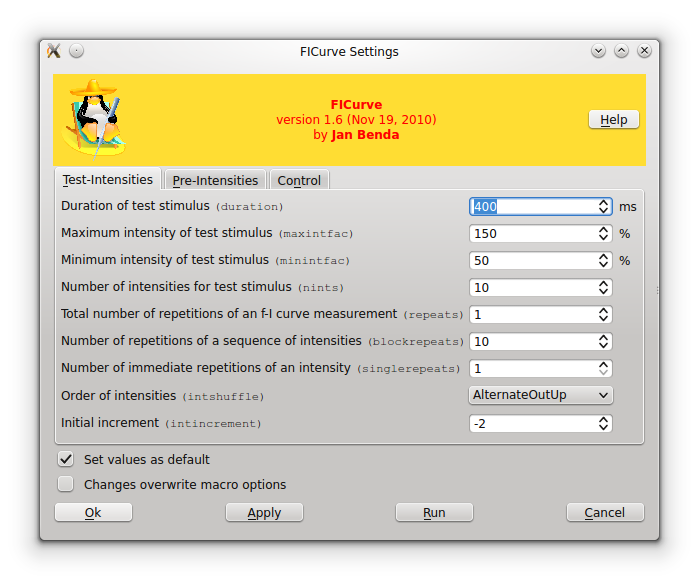 FICurve Settings
FICurve
version 1.6 (Nov 19, 2010)
by Jan Benda
Help
Test-Intensities Pre-Intensities Control
Duration of test stimulus (duration) 400 ms
Maximum intensity of test stimulus (maxintfac) 150 %
Minimum intensity of test stimulus (minintfac) 50 %
Number of intensities for test stimulus (nints) 10
Total number of repetitions of an f-I curve measurement (repeats) 1
Number of repetitions of a sequence of intensities (blockrepeats) 10
Number of immediate repetitions of an intensity (singlerepeats) 1
Order of intensities (intshuffle) AlternateOutUp
Initial increment (intincrement) -2
Set values as default
Changes overwrite macro options
Ok Apply Run Cancel